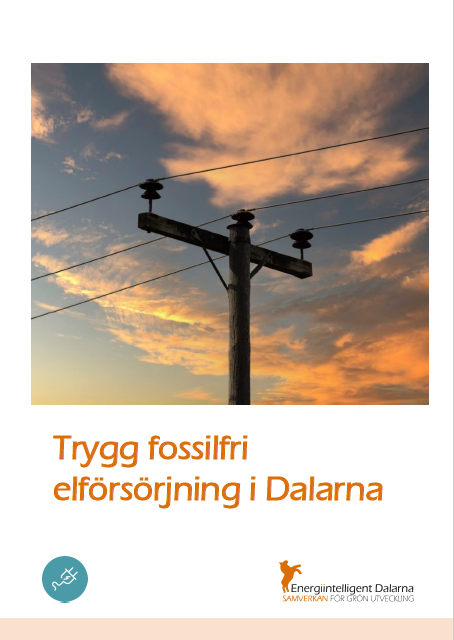 Trygg fossilfri
elförsörjning i Dalarna
Energiintelligent Dalarna
SAMVERKAN FÖR GRÖN UTVECKLING